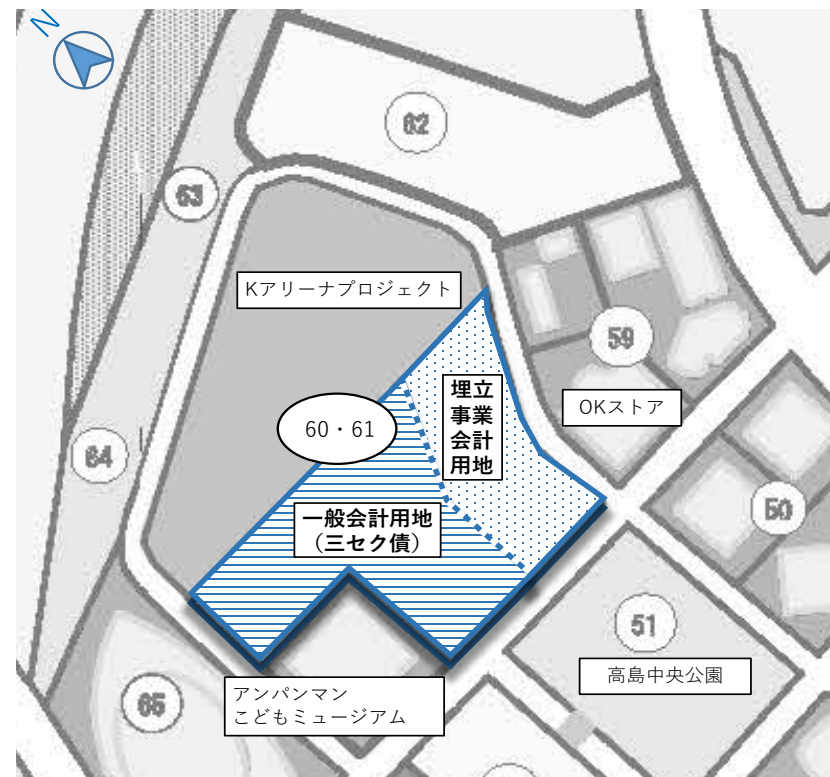 N
62
63
Kアリーナプロジェクト
59
埋立
事業
会計
用地
OKストア
60・61
64
50
一般会計用地
（三セク債）
51
高島中央公園
65
アンパンマン
こどもミュージアム